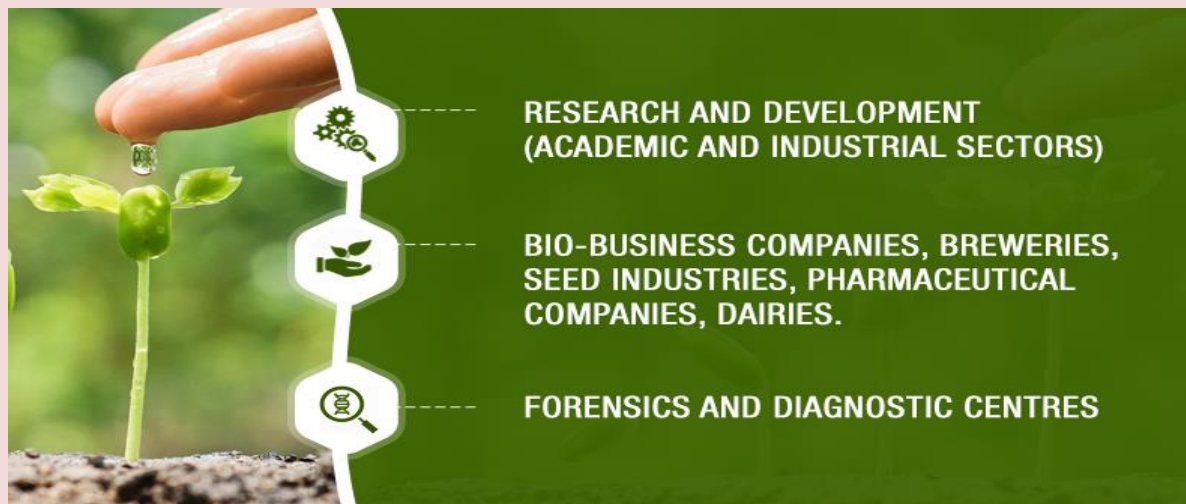 RESEARCH AND DEVELOPMENT
(ACADEMIC AND INDUSTRIAL SECTORS)
BIO-BUSINESS COMPANIES, BREWERIES,
SEED INDUSTRIES, PHARMACEUTICAL
COMPANIES, DAIRIES.
FORENSICS AND DIAGNOSTIC CENTRES